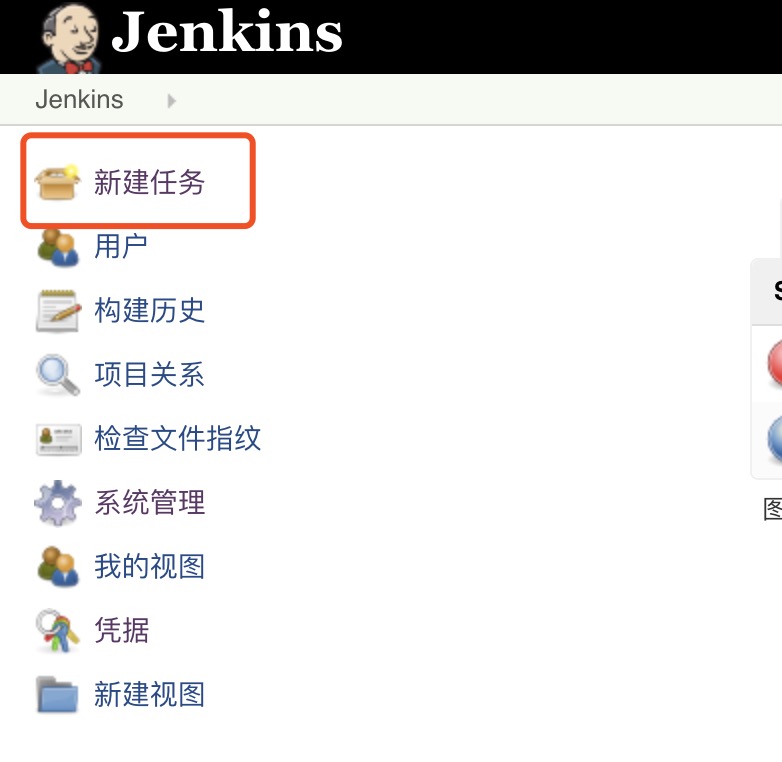 Jenkins
Jenkins
新建任务
用户
构建历史
项目关系
检查文件指纹
系统管理
我的视图
凭据
新建视图
S
图